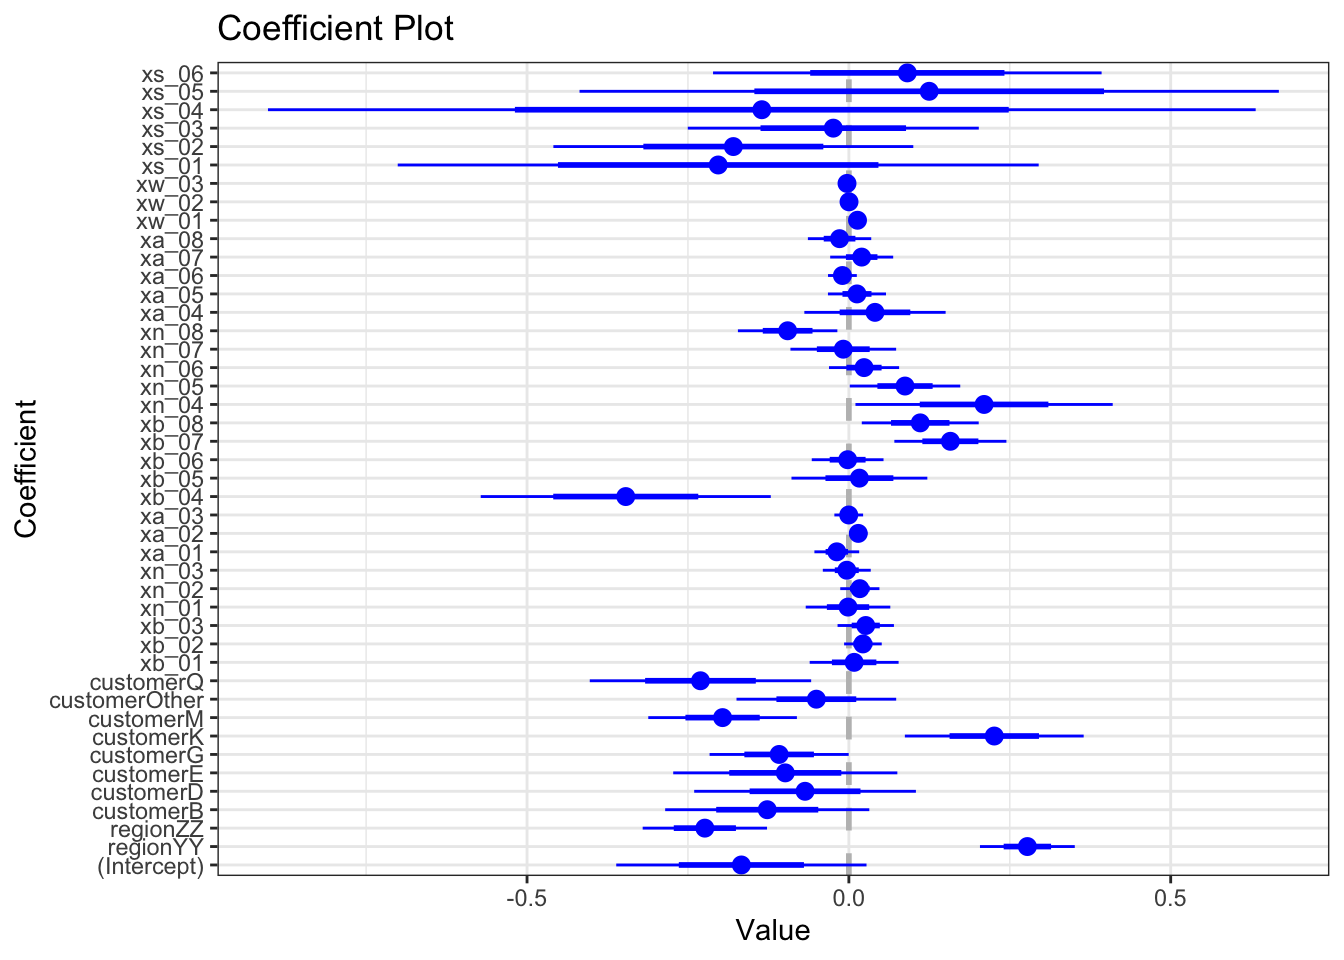 Coefficient Plot
xs_06
xs_05
xs_04
xs_03
xs_02
xs_01
xw_03
xw_02
xw_01
xa_08
xa_07
xa_06
xa_05
xa_04
xn_08
xn_07
xn_06
xn_05
xn_04
xb_08
xb_07
xb_06
xb_05
xb_04
xa_03
xa_02
xa_01
xn_03
xn_02
xn_01
xb_03
xb_02
xb_01
customerQ
customerOther
customerM
customerK
customerG
customerE
customerD
customerB
regionZZ
regionYY
(Intercept)
Coefficient
-0.5 0.0 0.5
Value